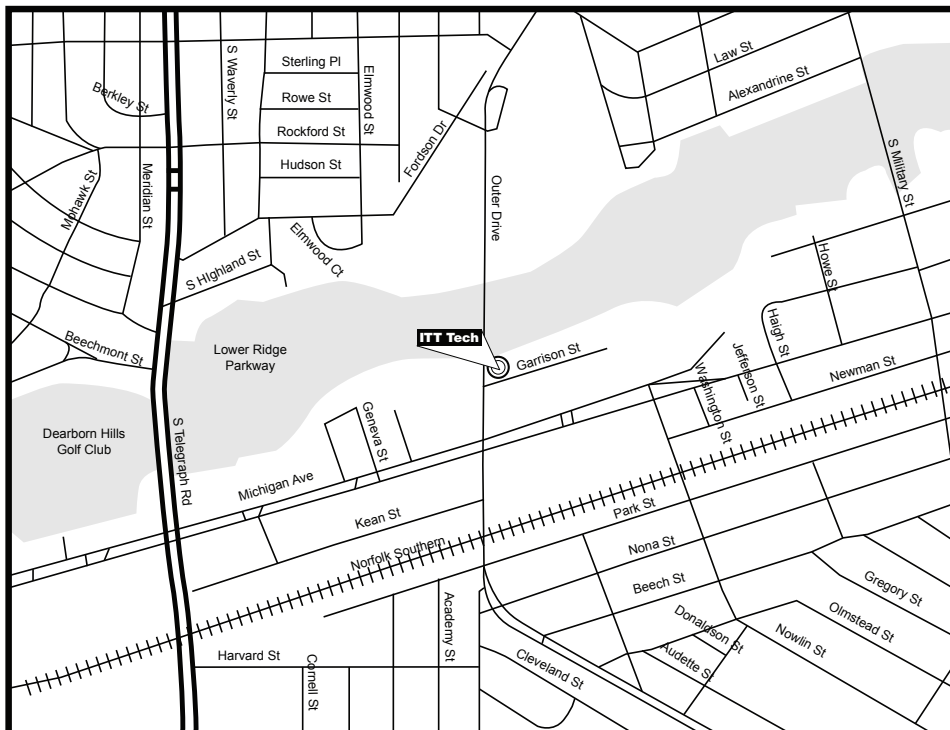 Law St
Sterling Pl
S Waverly St
Elmwood St
Berkley St
Rowe St
Alexandrine St
Rockford St
Fordson Dr
Hudson St
S Military St
Mohawk St
Meridian St
Outer Drive
Elmwood Ct
S HIghland St
Howe St
Haigh St
ITT Tech
Beechmont St
Lower Ridge
Parkway
Garrison St
Jefferson St
Newman St
Washington St
Geneva St
Dearborn Hills
Golf Club
S Telegraph Rd
Michigan Ave
Kean St
Park St
Norfolk Southern
Nona St
Beech St
Gregory St
Academy St
Donaldson St
Olmstead St
Nowlin St
Harvard St
Cornell St
Cleveland St
Audette St